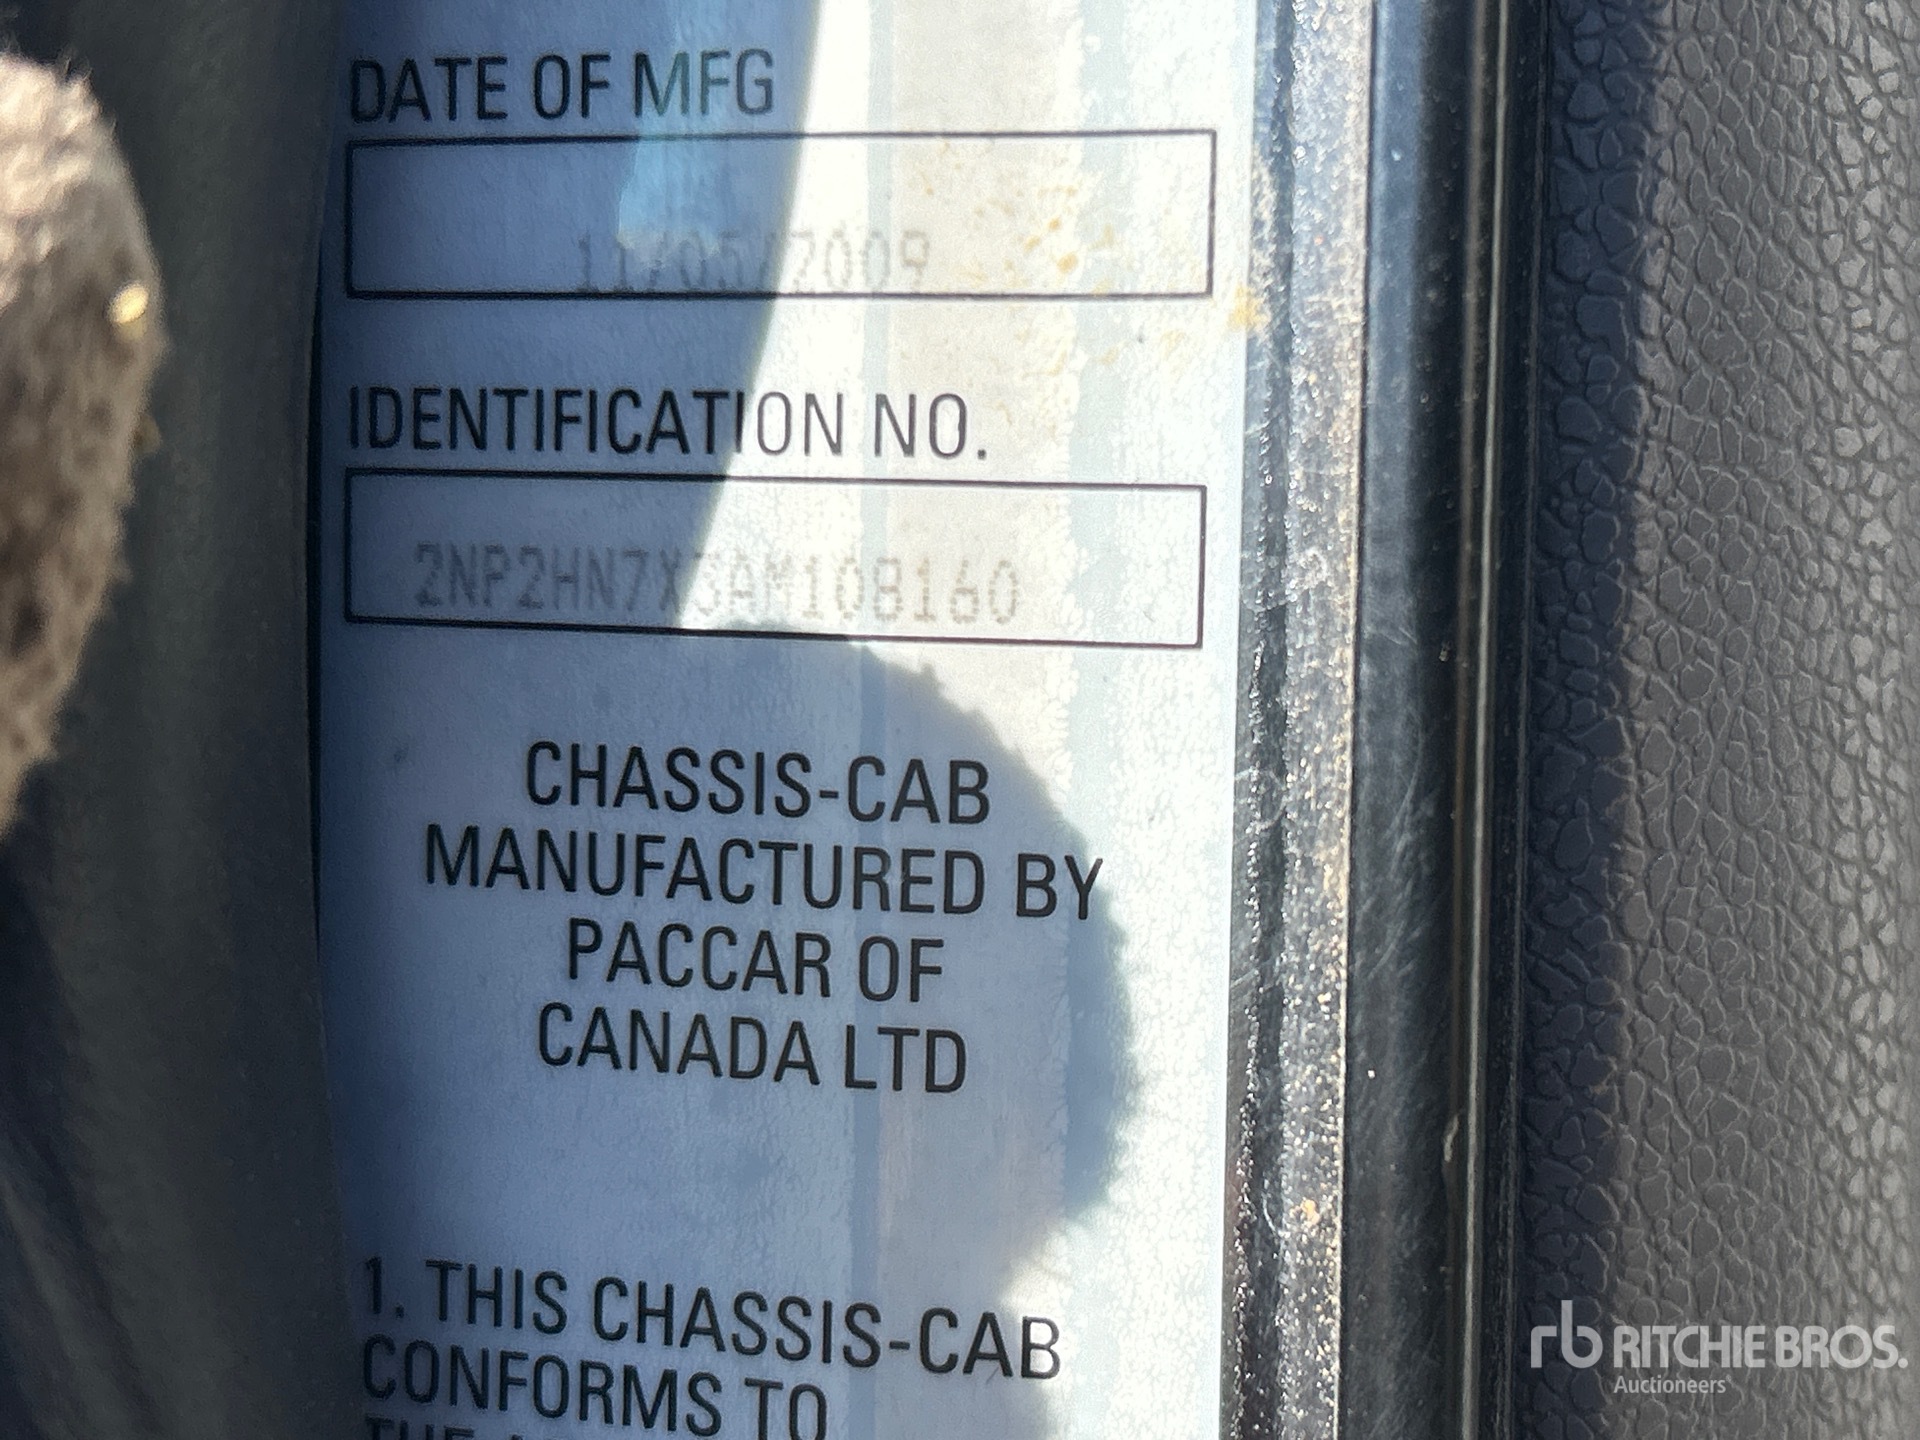 DATE OF MFG
11/05/2009
IDENTIFICATION NO.
2NP2HN7X3AM108160
CHASSIS-CAB
MANUFACTURED BY
PACCAR OF
CANADA LTD
1. THIS CHASSIS-CAB
CONFORMS TO
rb RITCHIE BROS.
Auctioneers